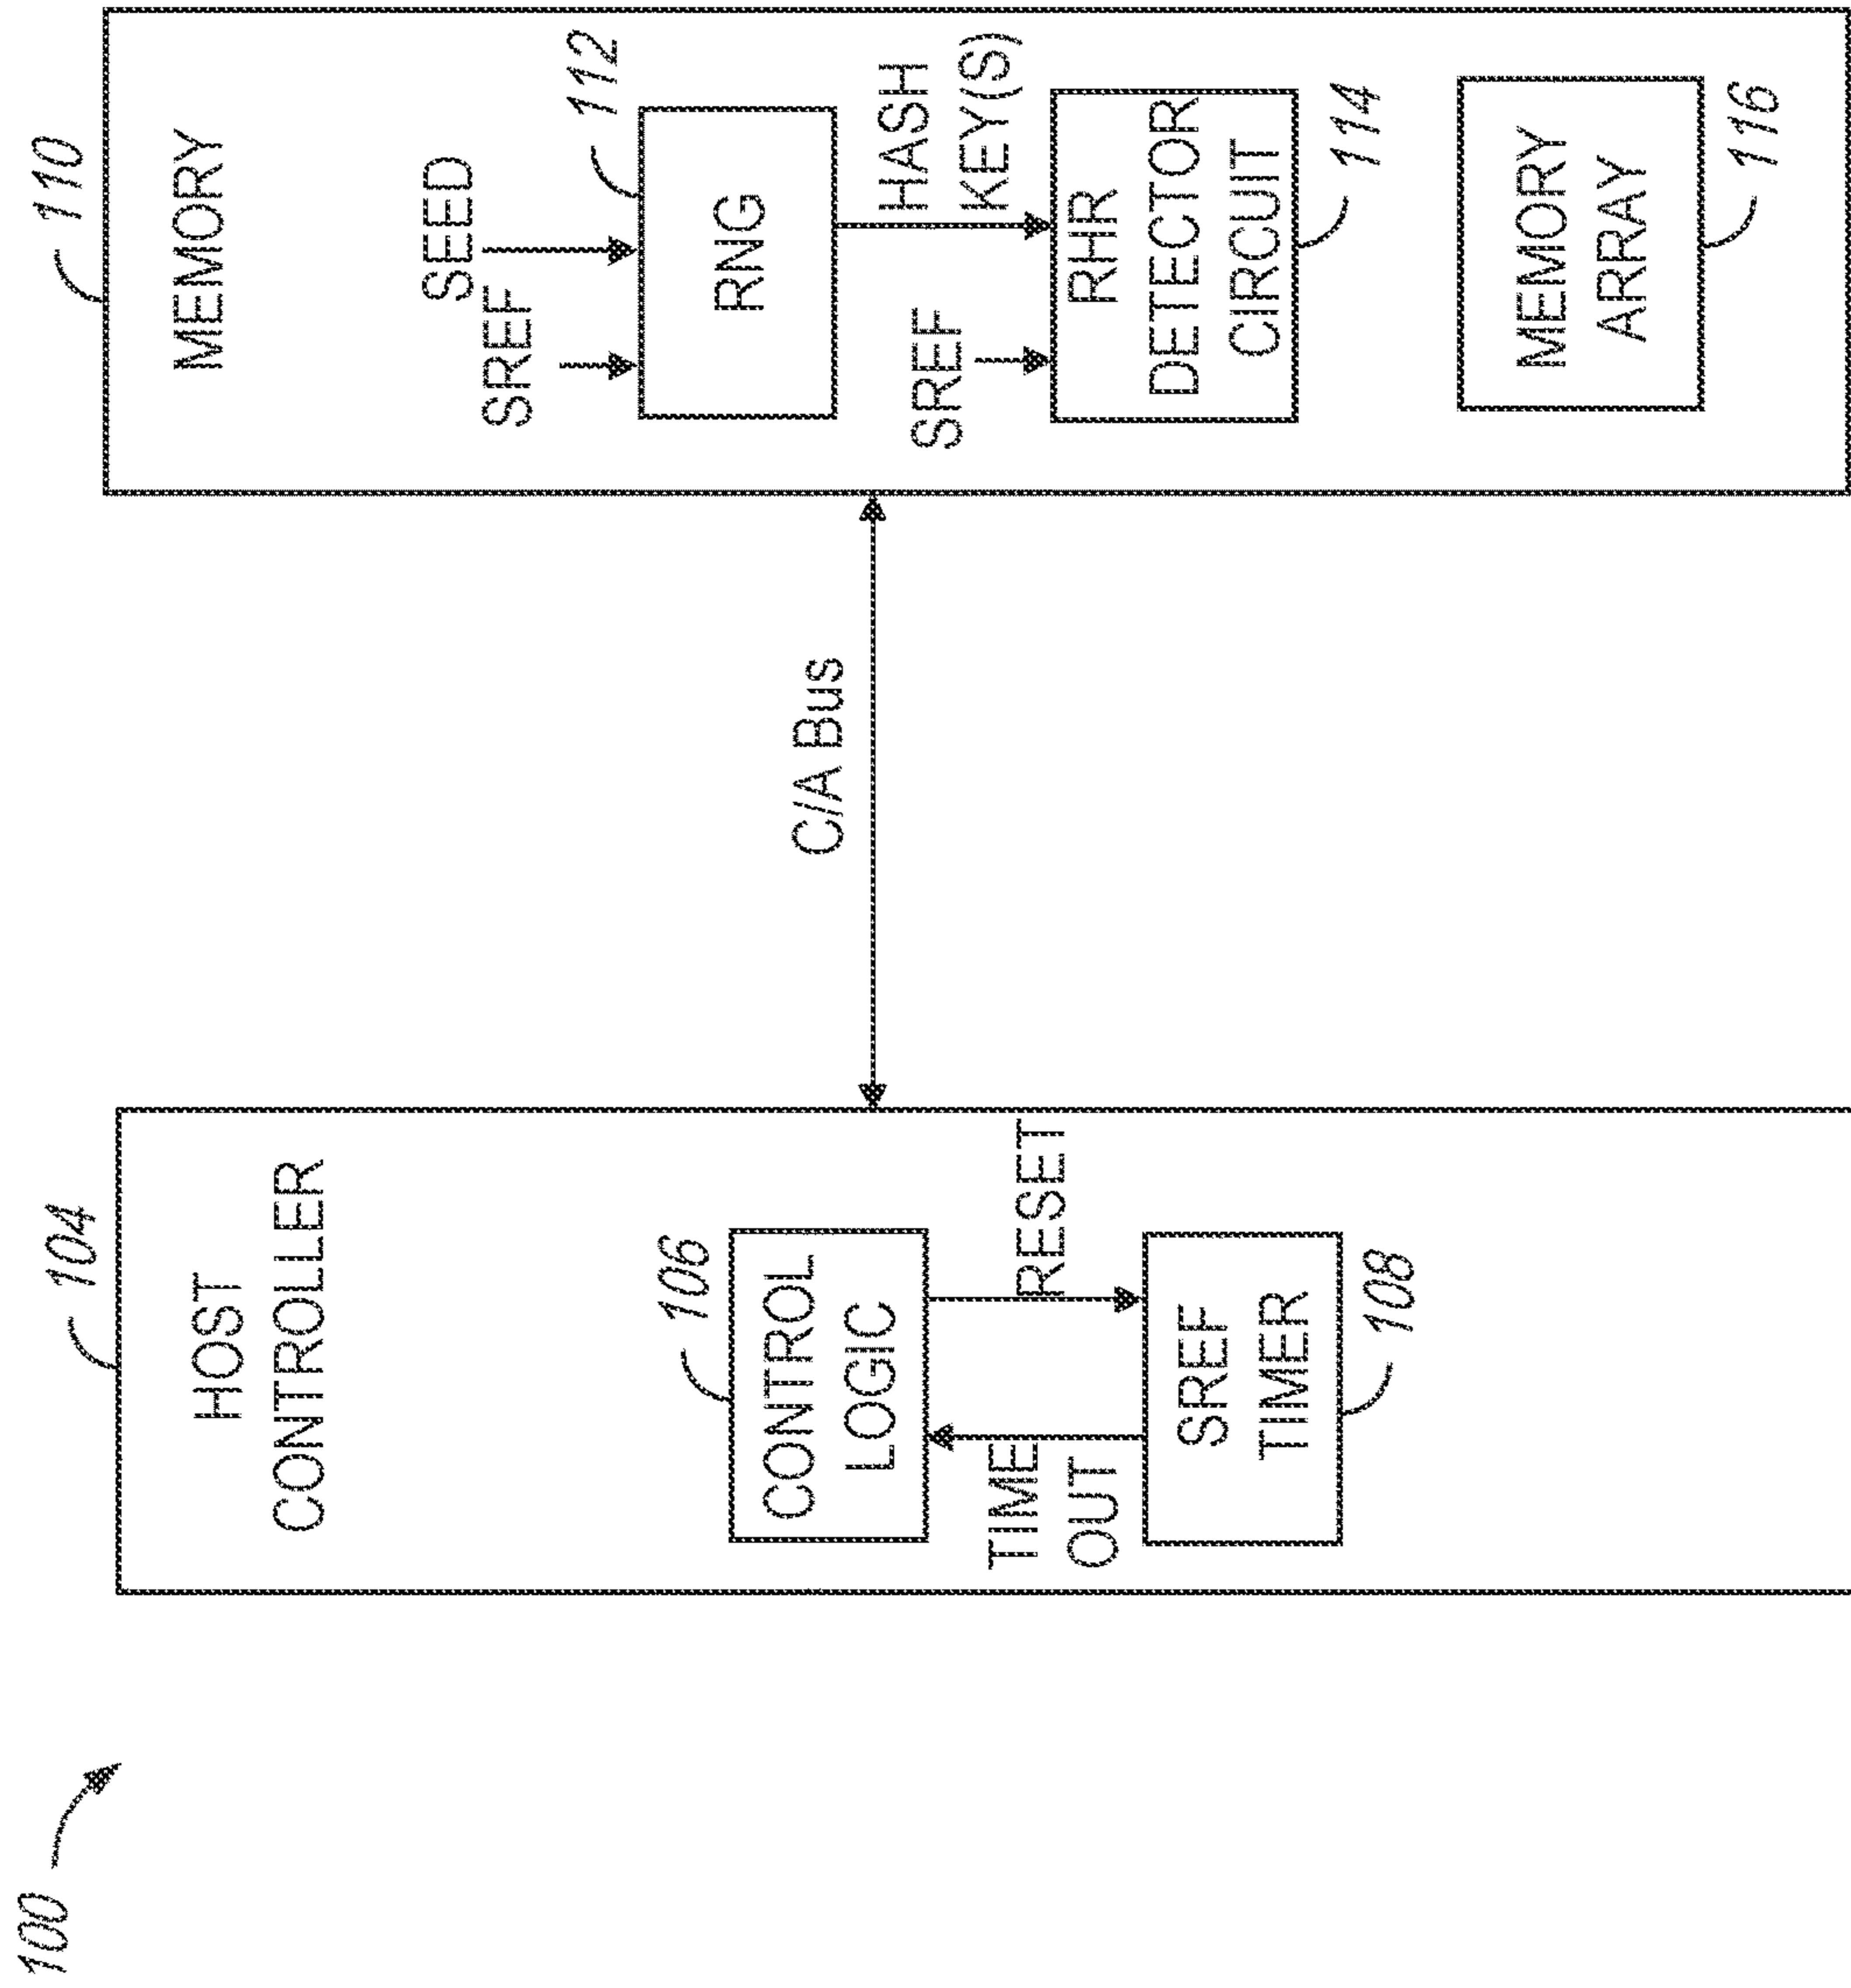 100
104
HOST
CONTROLLER
106
CONTROL
LOGIC
TIME
OUT
RESET
SREF
TIMER
108
C/A Bus
110
MEMORY
SEED
SREF
112
RNG
HASH
KEY(S)
SREF
RHR
DETECTOR
CIRCUIT
114
MEMORY
ARRAY
116